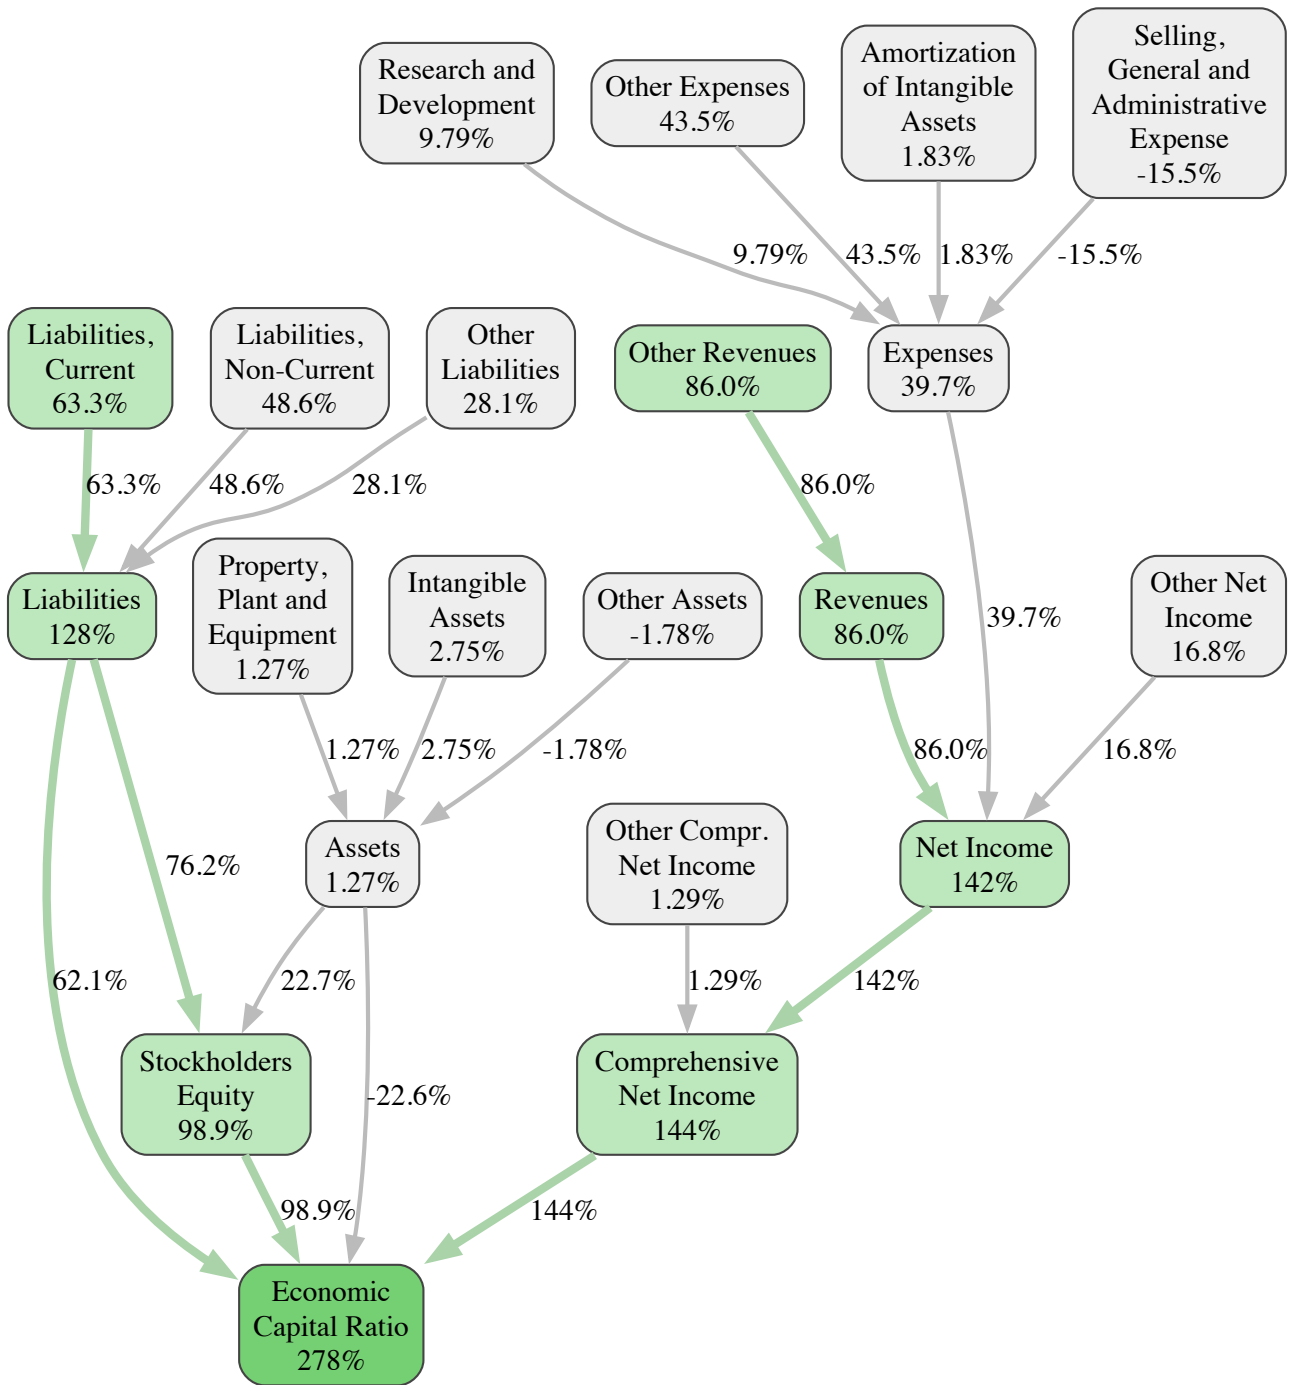 Research and
Development
9.79%
Other Expenses
43.5%
Amortization
of Intangible
Assets
1.83%
Selling,
General and
Administrative
Expense
-15.5%
9.79%
43.5%
1.83%
-15.5%
Liabilities,
Current
63.3%
Liabilities,
Non-Current
48.6%
Other
Liabilities
28.1%
Other Revenues
86.0%
Expenses
39.7%
63.3%
48.6%
28.1%
86.0%
Liabilities
128%
Property,
Plant and
Equipment
1.27%
Intangible
Assets
2.75%
Other Assets
-1.78%
Revenues
86.0%
39.7%
Other Net
Income
16.8%
1.27%
2.75%
-1.78%
86.0%
16.8%
76.2%
Assets
1.27%
Other Compr.
Net Income
1.29%
Net Income
142%
62.1%
22.7%
1.29%
142%
Stockholders
Equity
98.9%
-22.6%
Comprehensive
Net Income
144%
98.9%
144%
Economic
Capital Ratio
278%